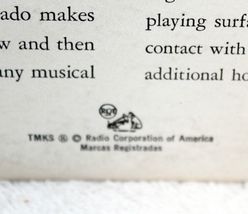 ado makes
w and then
any musical
playing surfa
contact with
additional ho
RCA
TMKS ® © Radio Corporation of America
Marcas Registradas